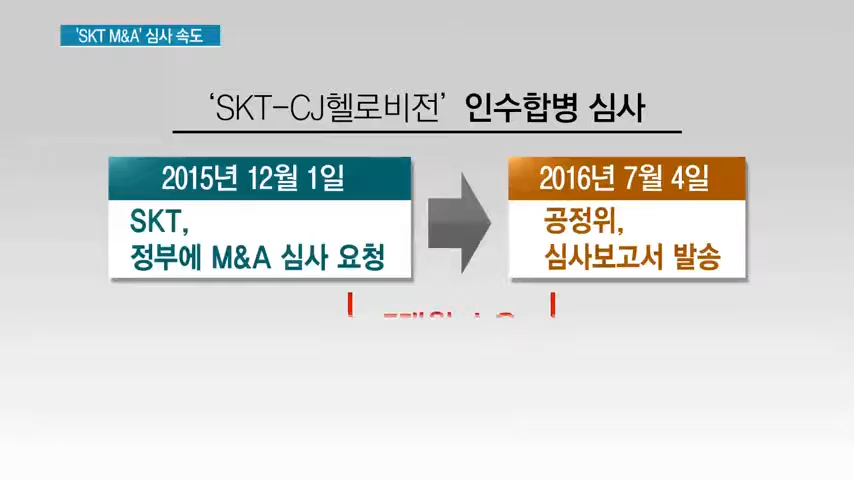 'SKT M&A' 심사 속도
‘SKT-CJ헬로비전’ 인수합병 심사
2015년 12월 1일
SKT,
정부에 M&A 심사 요청
2016년 7월 4일
공정위,
심사보고서 발송